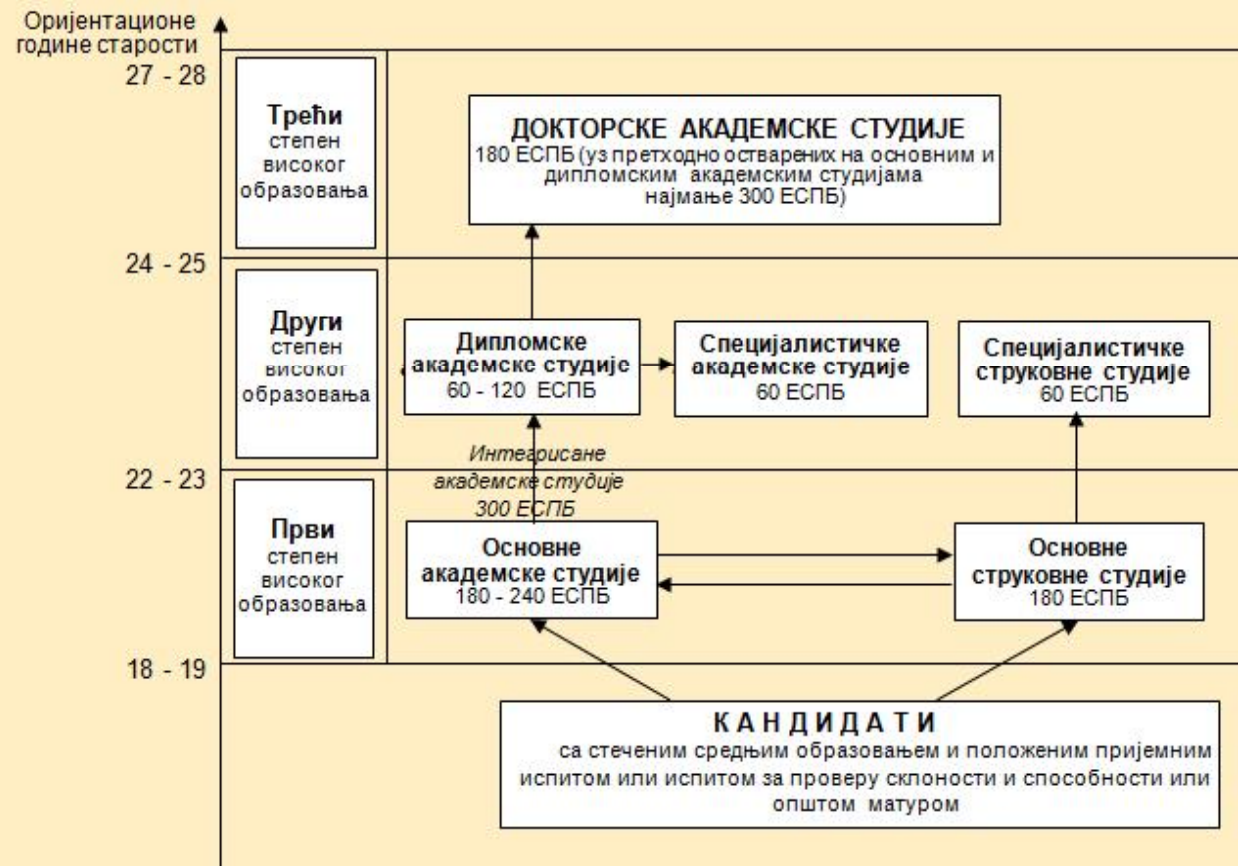 Оријентационе
године старости
27 - 28
Трећи
степен
високог
образовања
ДОКТОРСКЕ АКАДЕМСКЕ СТУДИЈЕ
180 ЕСПБ (уз претходно остварених на основним и
дипломским академским студијама
најмање 300 ЕСПБ)
24 - 25
Други
степен
високог
образовања
Дипломске
академске студије
60 - 120 ЕСПБ
Специјалистичке
академске студије
60 ЕСПБ
Специјалистичке
струковне студије
60 ЕСПБ
Интегрисане
академске студије
300 ЕСПБ
22 - 23
Први
степен
високог
образовања
Основне
академске студије
180 - 240 ЕСПБ
Основне
струковне студије
180 ЕСПБ
18 - 19
К А Н Д И Д А Т И
са стеченим средњим образовањем и положеним пријемним
испитом или испитом за проверу склоности и способности или
општом матуром